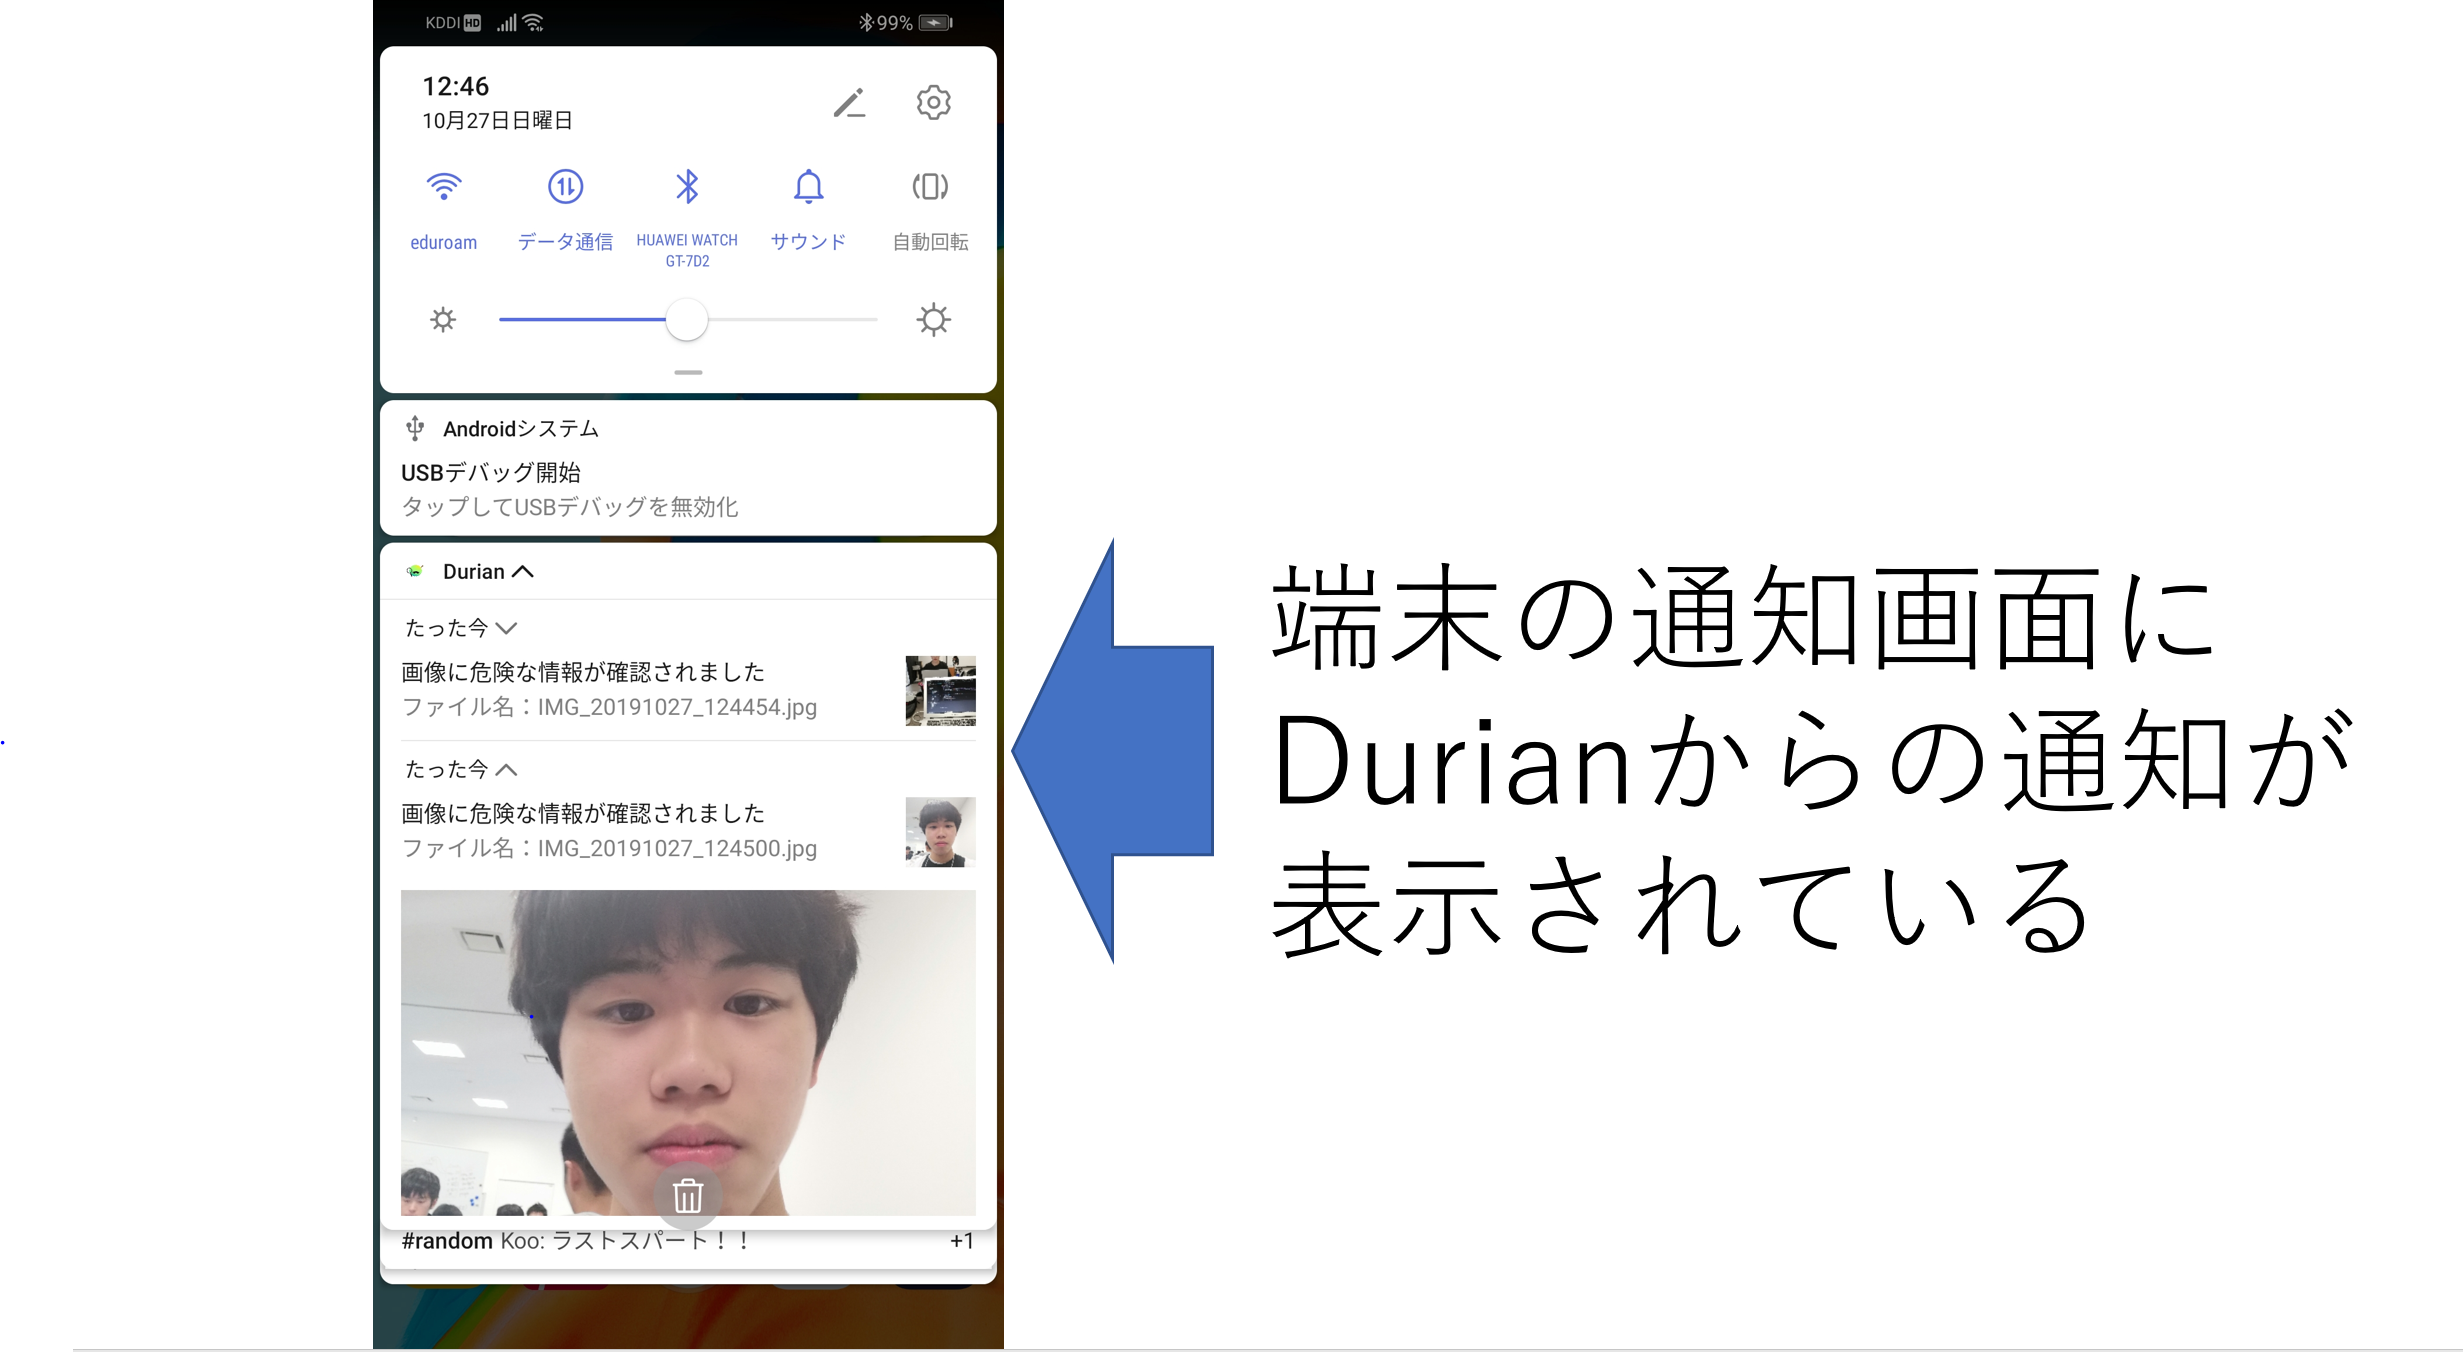 KDDI HD 99%
12:46
10月27日日曜日
eduroam データ通信 HUAWEI WATCH サウンド 自動回転
GT-7D2
Androidシステム
USBデバッグ開始
タップしてUSBデバッグを無効化
Durian
たった今
画像に危険な情報が確認されました
ファイル名：IMG_20191027_124454.jpg
たった今
画像に危険な情報が確認されました
ファイル名：IMG_20191027_124500.jpg
#random Koo: ラストスパート！！ +1
端末の通知画面に
Durianからの通知が
表示されている